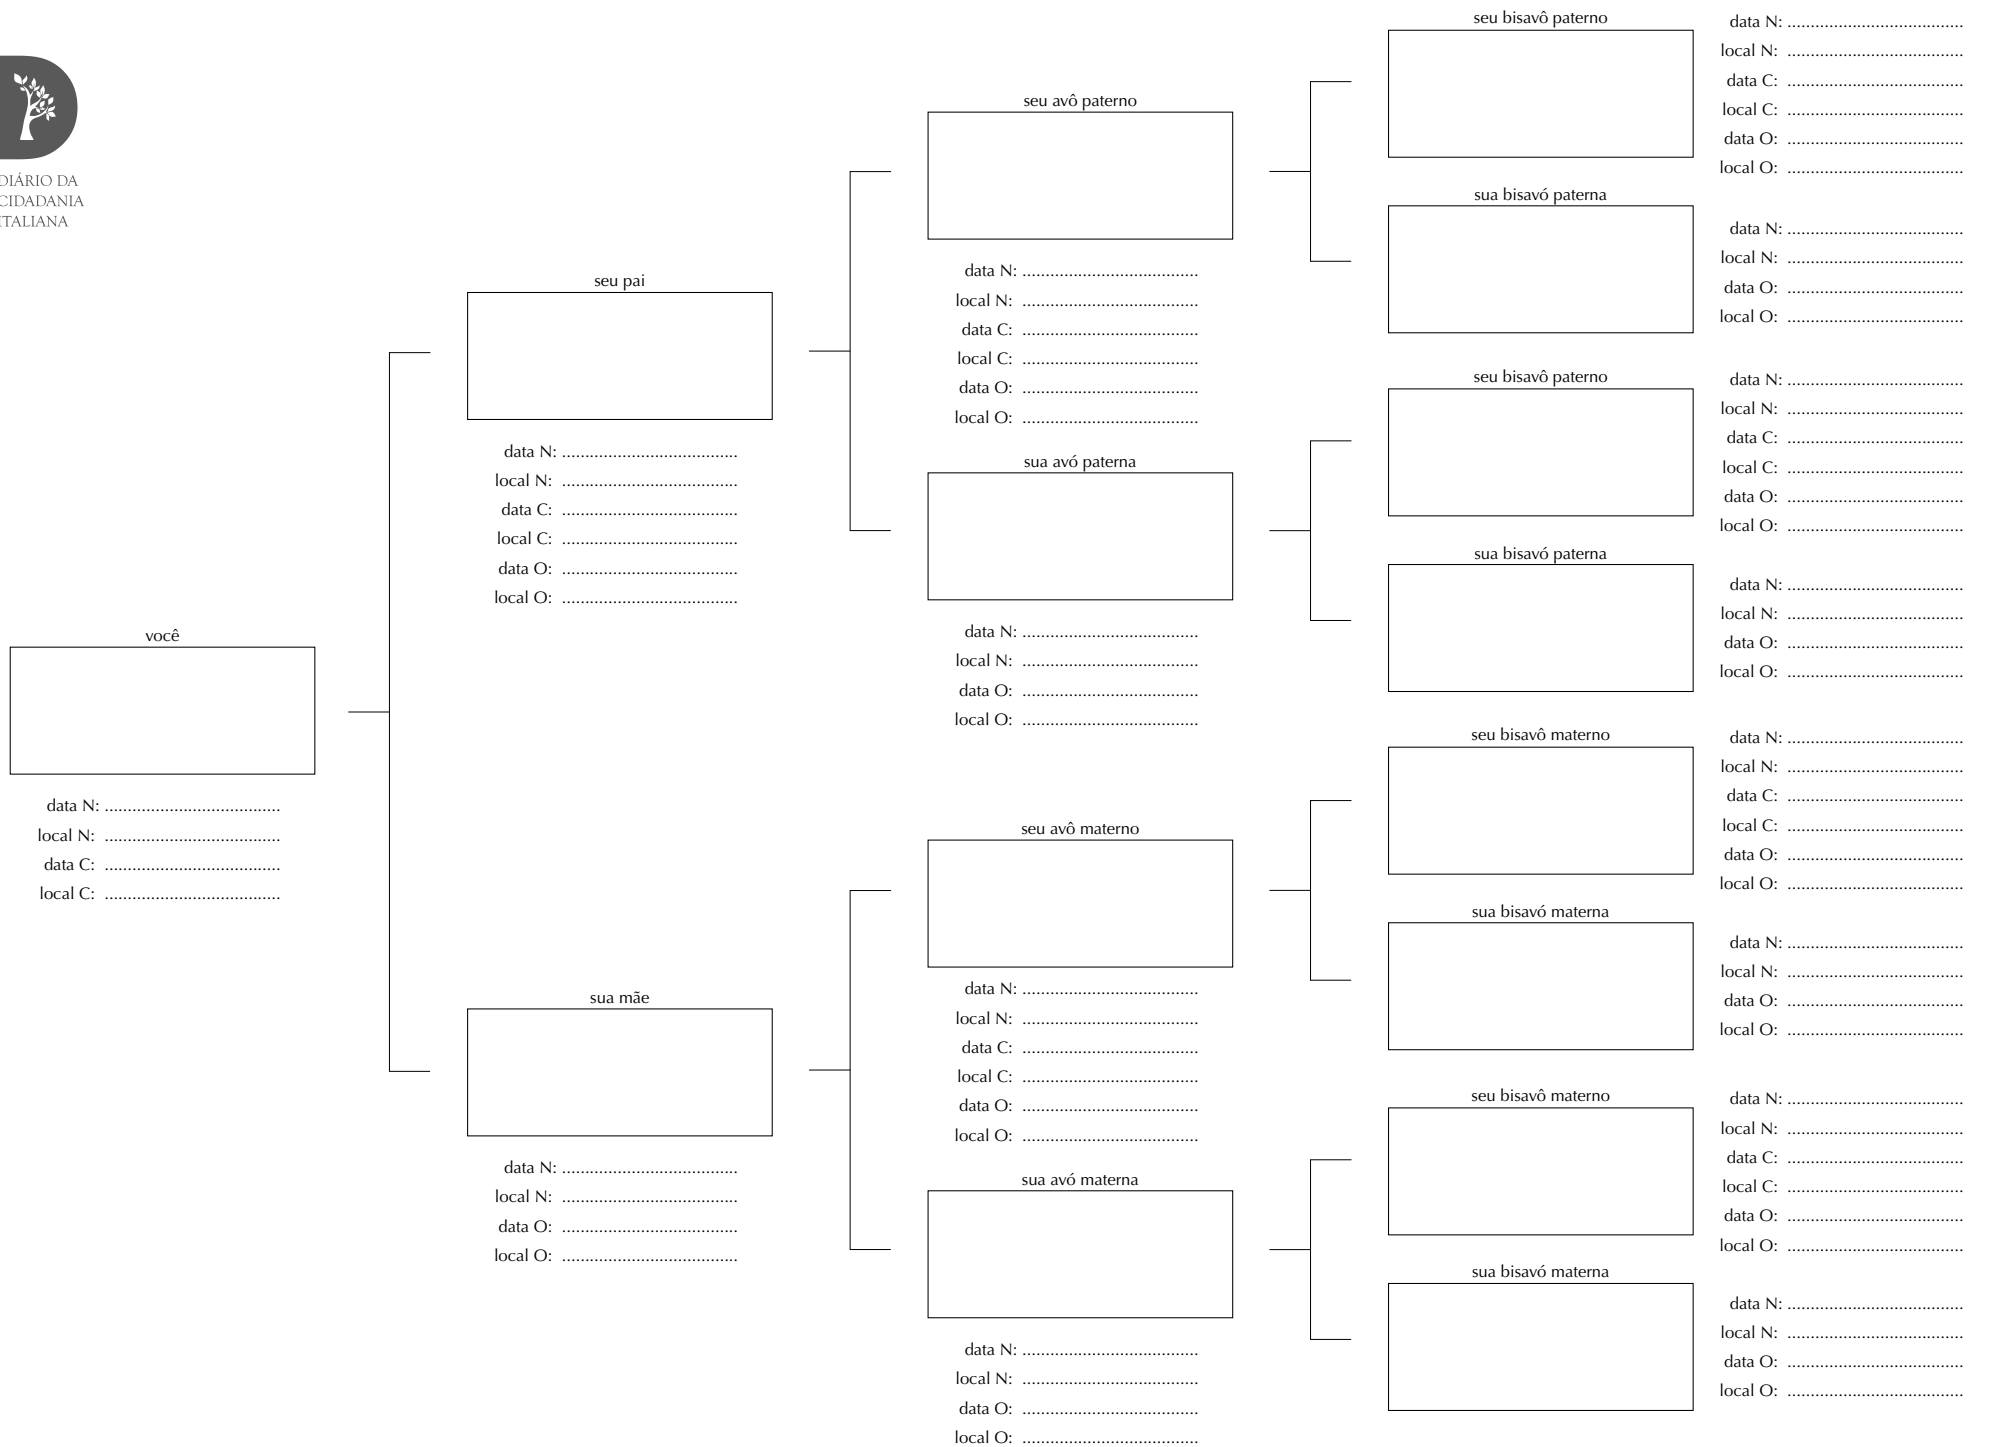 DIÁRIO DA
CIDADANIA
ITALIANA
você
data N: ......................................
local N: ......................................
data C: ......................................
local C: ......................................
seu pai
data N: ......................................
local N: ......................................
data C: ......................................
local C: ......................................
data O: ......................................
local O: ......................................
sua mãe
data N: ......................................
local N: ......................................
data O: ......................................
local O: ......................................
seu avô paterno
data N: ......................................
local N: ......................................
data C: ......................................
local C: ......................................
data O: ......................................
local O: ......................................
sua avó paterna
data N: ......................................
local N: ......................................
data O: ......................................
local O: ......................................
seu avô materno
data N: ......................................
local N: ......................................
data C: ......................................
local C: ......................................
data O: ......................................
local O: ......................................
sua avó materna
data N: ......................................
local N: ......................................
data O: ......................................
local O: ......................................
seu bisavô paterno
data N: ......................................
local N: ......................................
data C: ......................................
local C: ......................................
data O: ......................................
local O: ......................................
sua bisavó paterna
data N: ......................................
local N: ......................................
data O: ......................................
local O: ......................................
seu bisavô paterno
data N: ......................................
local N: ......................................
data C: ......................................
local C: ......................................
data O: ......................................
local O: ......................................
sua bisavó paterna
data N: ......................................
local N: ......................................
data O: ......................................
local O: ......................................
seu bisavô materno
data N: ......................................
local N: ......................................
data C: ......................................
local C: ......................................
data O: ......................................
local O: ......................................
sua bisavó materna
data N: ......................................
local N: ......................................
data O: ......................................
local O: ......................................
seu bisavô materno
data N: ......................................
local N: ......................................
data C: ......................................
local C: ......................................
data O: ......................................
local O: ......................................
sua bisavó materna
data N: ......................................
local N: ......................................
data O: ......................................
local O: ......................................